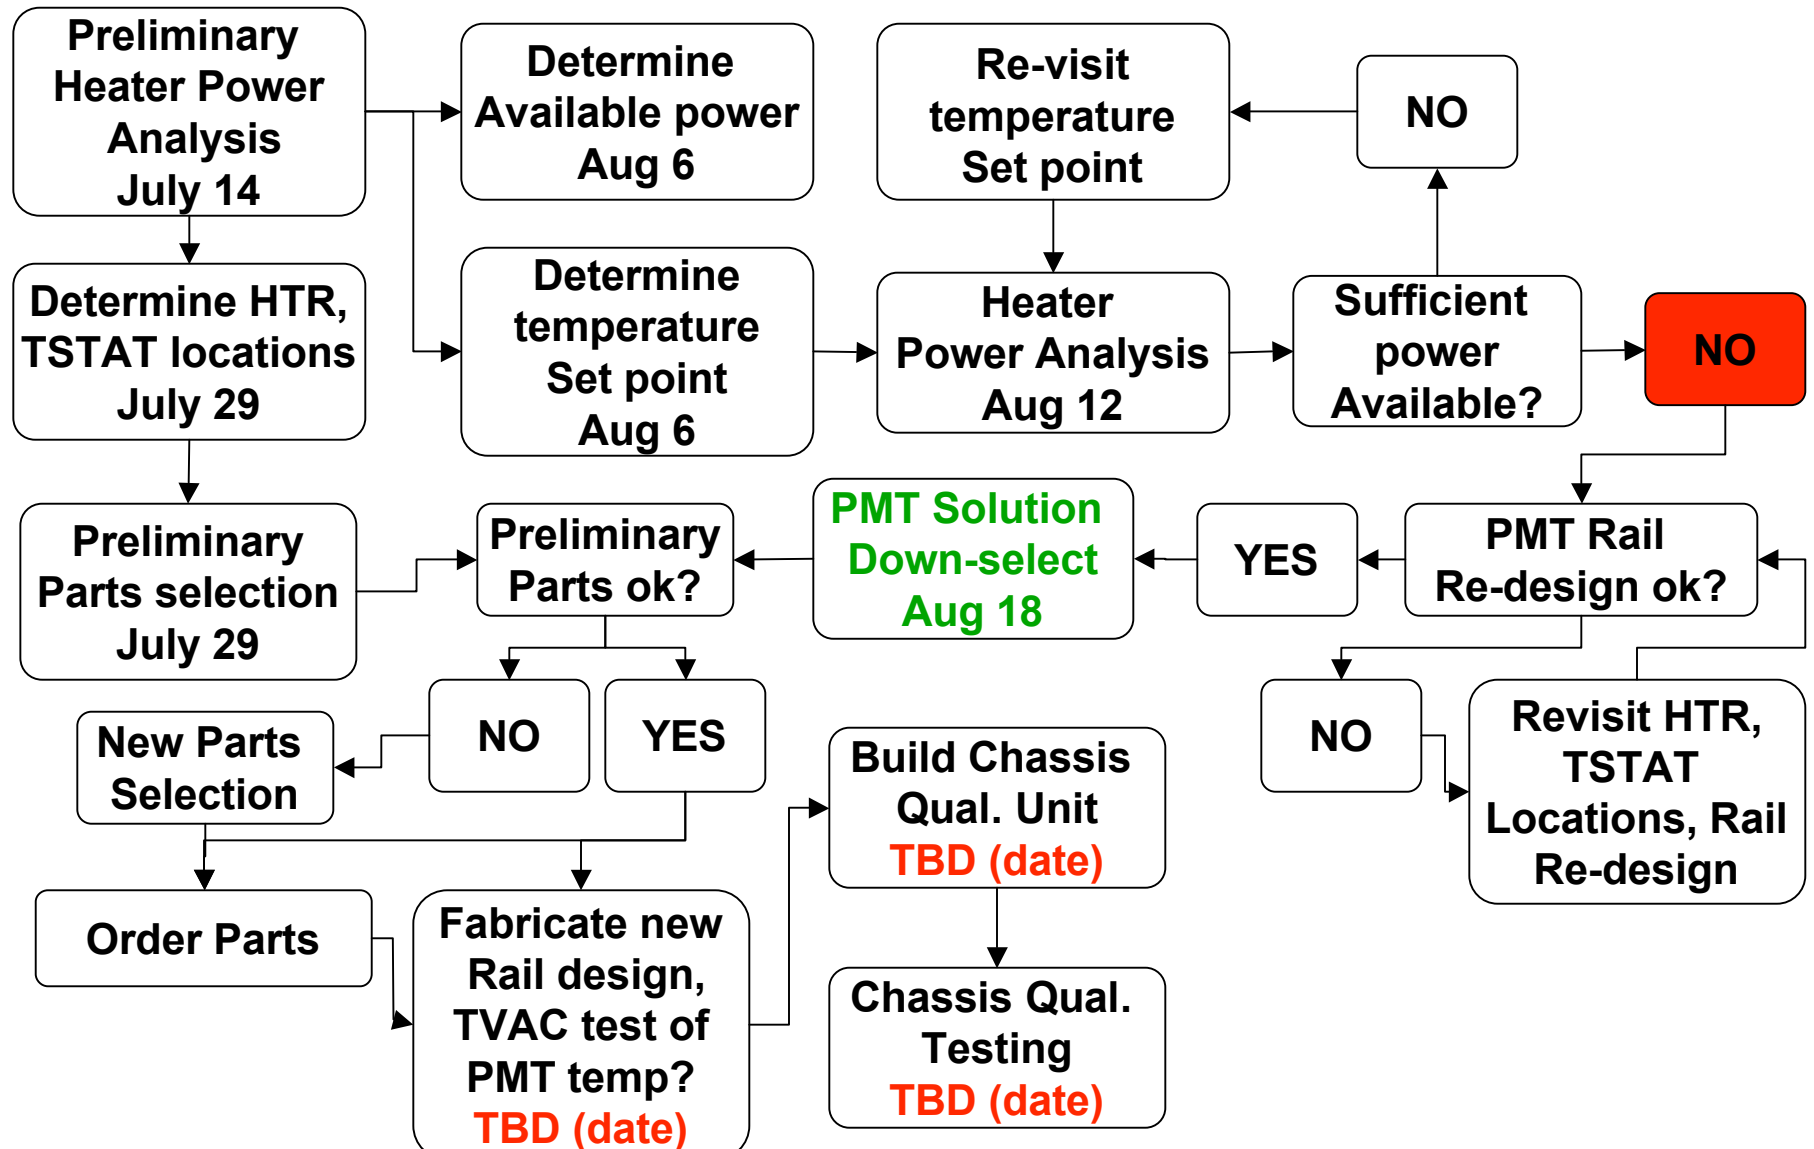 Preliminary
Heater Power
Analysis
July 14
Determine
Available power
Aug 6
Re-visit
temperature
Set point
NO
Determine HTR,
TSTAT locations
July 29
Determine
temperature
Set point
Aug 6
Heater
Power Analysis
Aug 12
Sufficient
power
Available?
NO
Preliminary
Parts selection
July 29
Preliminary
Parts ok?
PMT Solution
Down-select
Aug 18
YES
PMT Rail
Re-design ok?
New Parts
Selection
NO
YES
Build Chassis
Qual. Unit
TBD (date)
NO
Revisit HTR,
TSTAT
Locations, Rail
Re-design
Order Parts
Fabricate new
Rail design,
TVAC test of
PMT temp?
TBD (date)
Chassis Qual.
Testing
TBD (date)